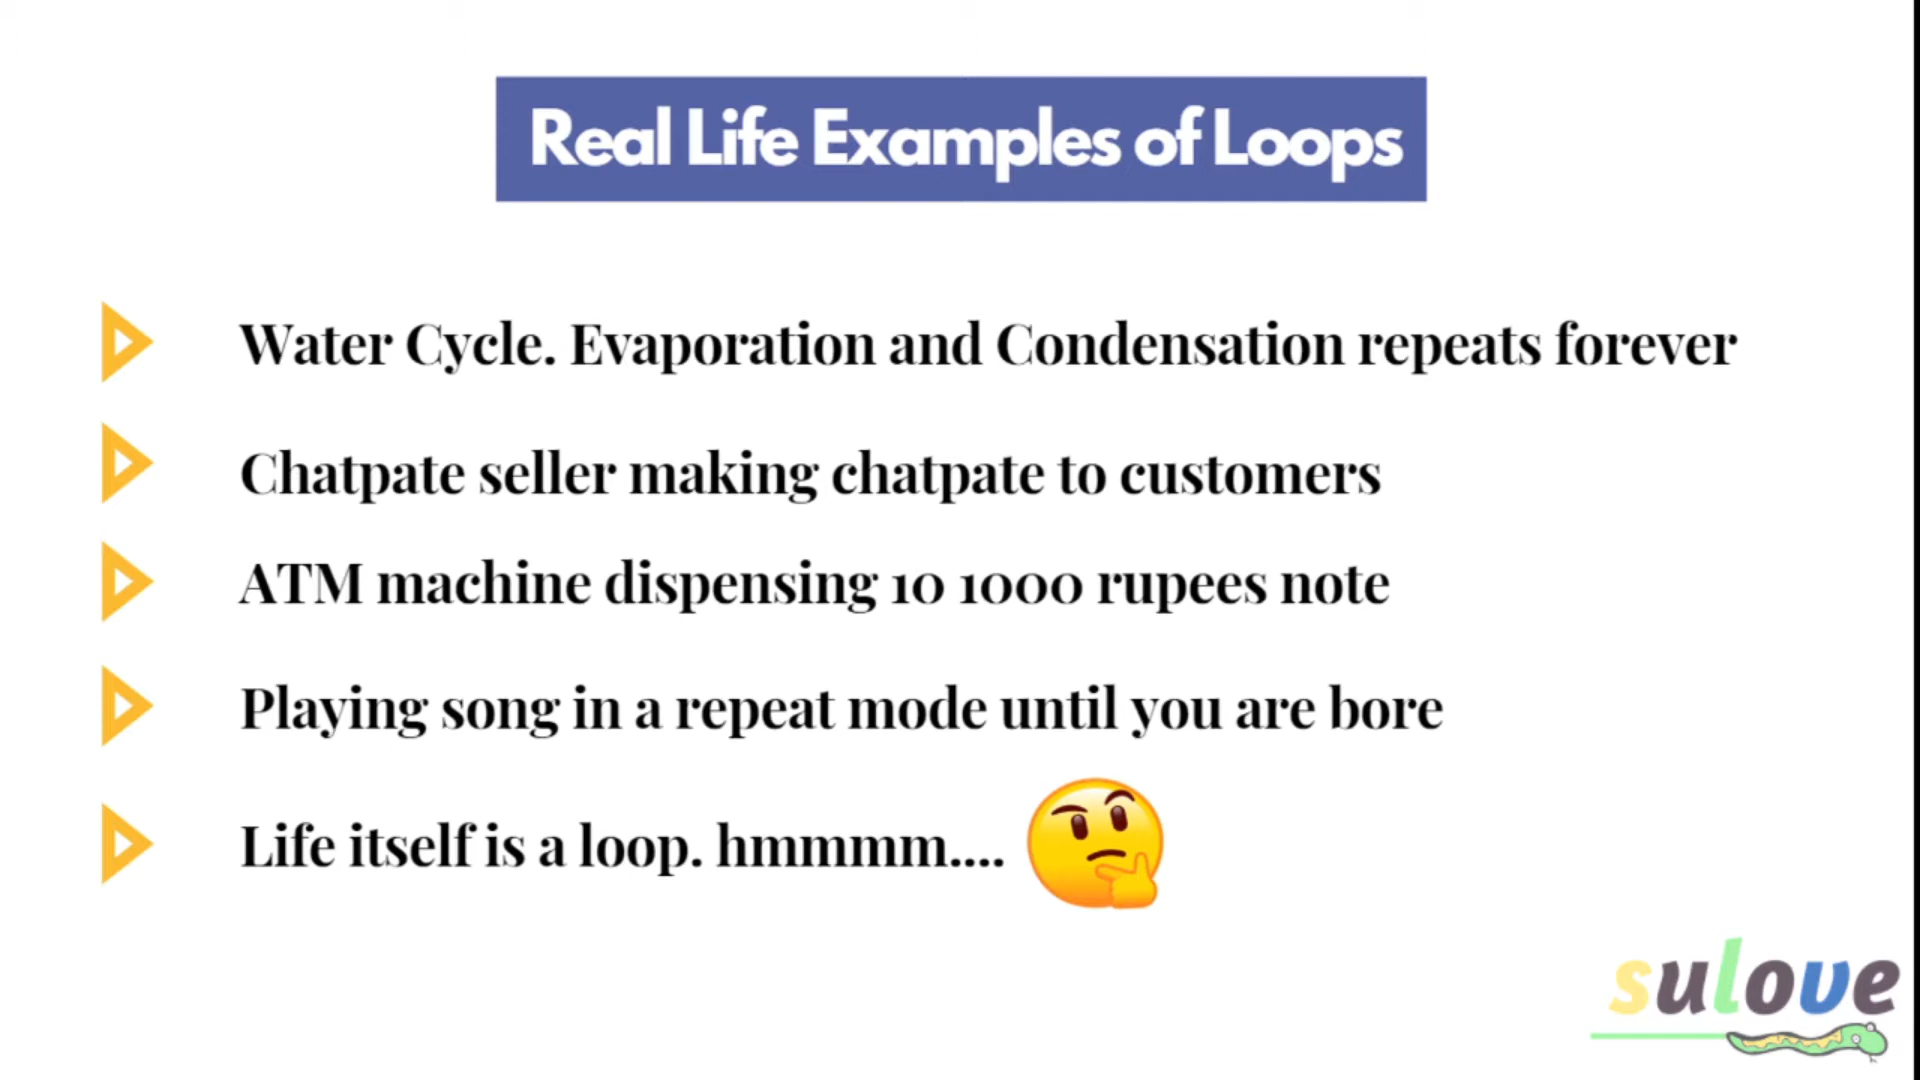 Real Life Examples of Loops
Water Cycle. Evaporation and Condensation repeats forever
Chatpate seller making chatpate to customers
ATM machine dispensing 10 1000 rupees note
Playing song in a repeat mode until you are bore
Life itself is a loop. hmmmm....
sulove